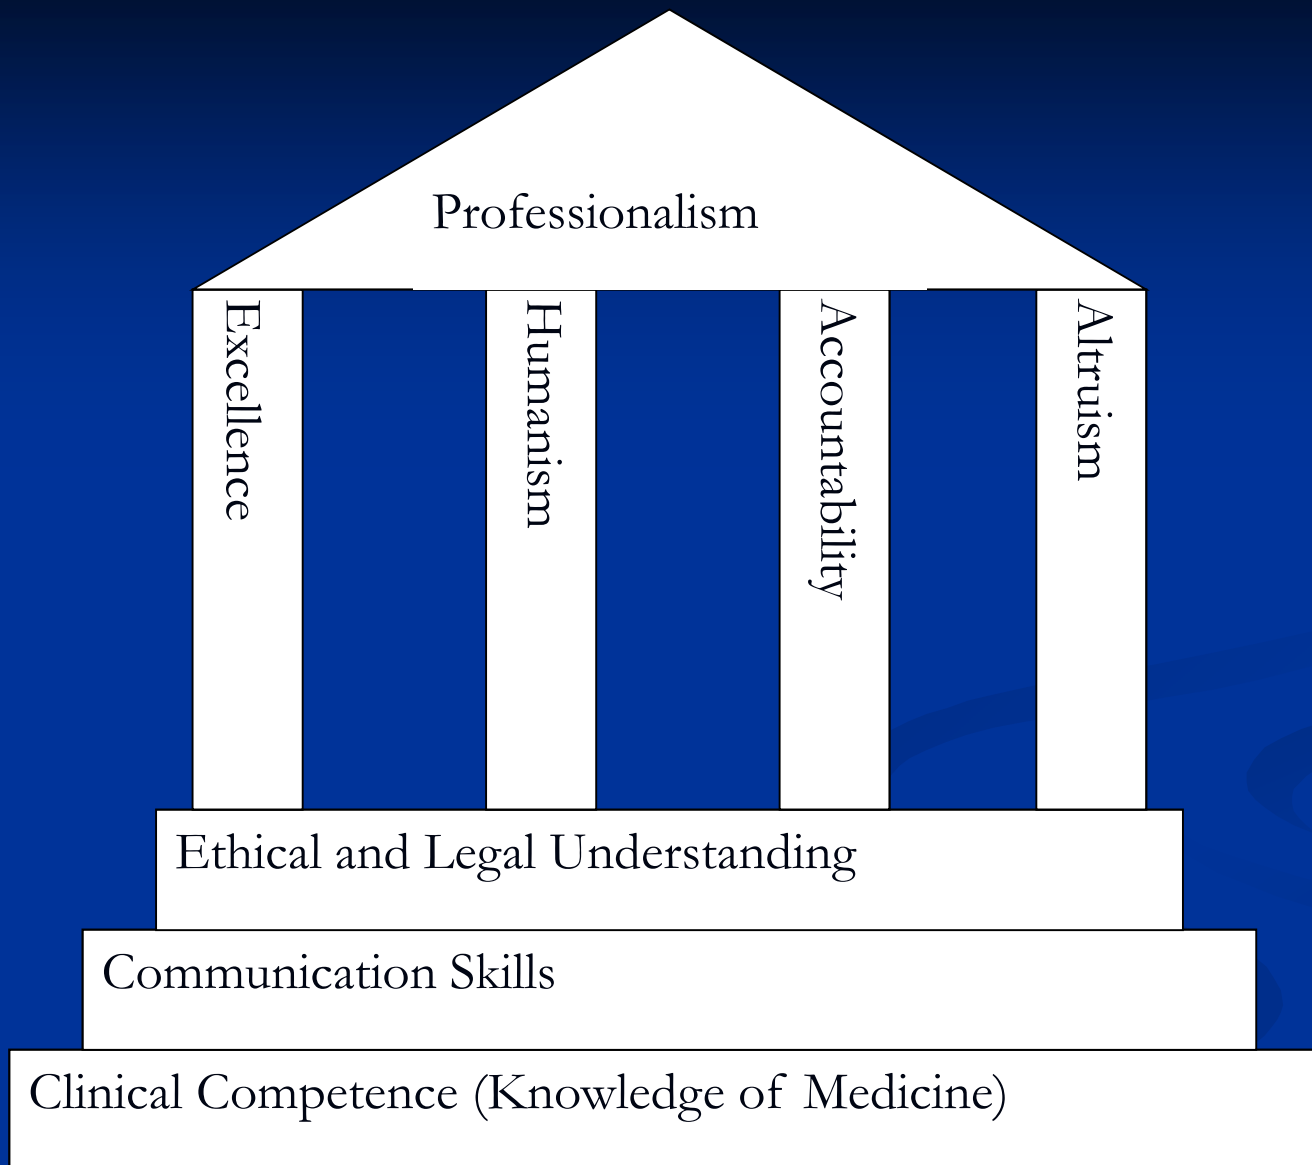 Professionalism
Excellence
Humanism
Accountability
Altruism
Ethical and Legal Understanding
Communication Skills
Clinical Competence (Knowledge of Medicine)